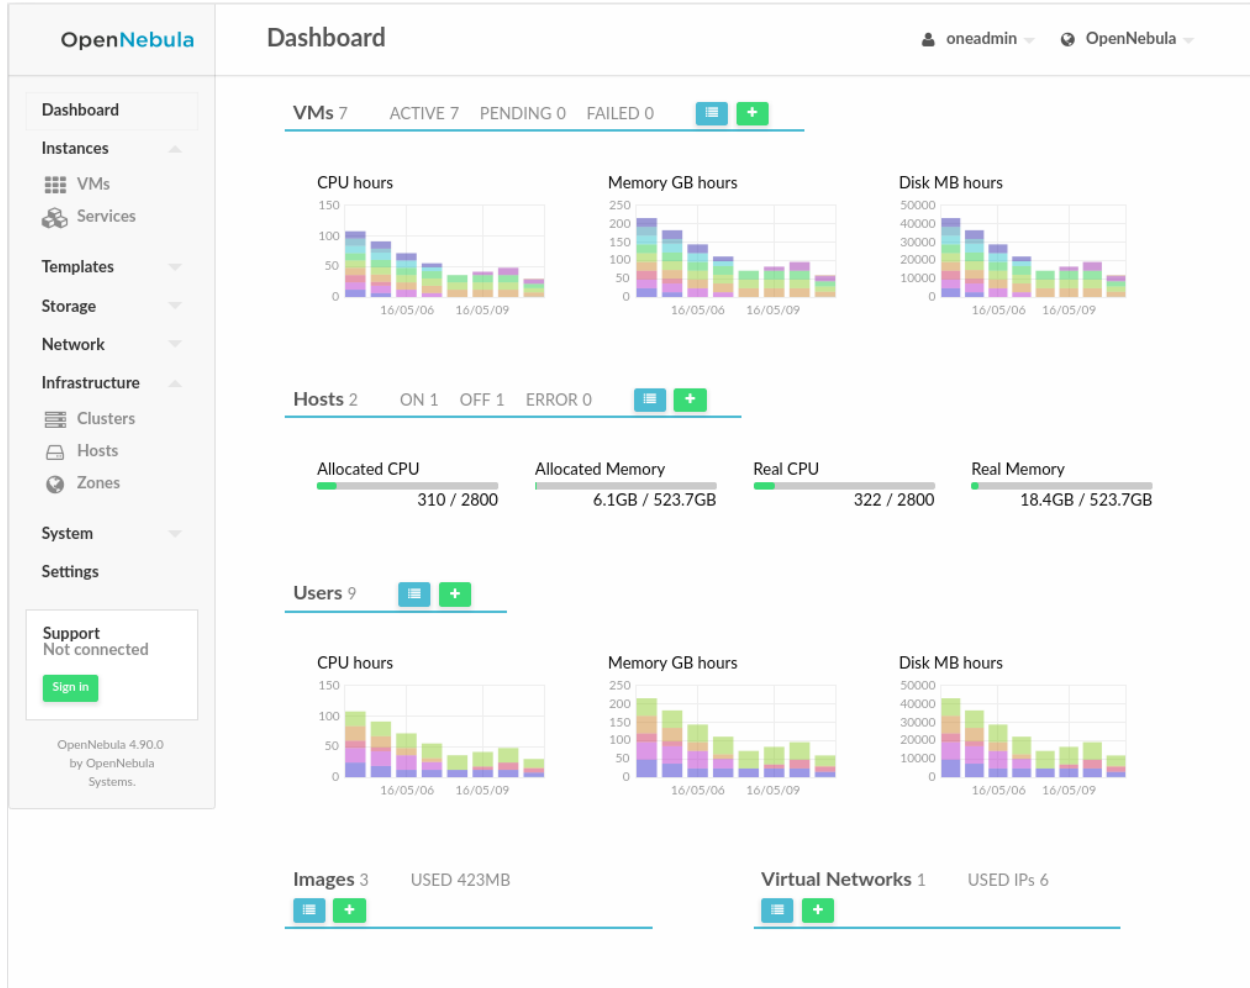 OpenNebula
Dashboard
oneadmin
OpenNebula
Dashboard
Instances
VMs
Services
Templates
Storage
Network
Infrastructure
Clusters
Hosts
Zones
System
Settings
Support
Not connected
Sign in
OpenNebula 4.90.0
by OpenNebula
Systems.
VMs 7 ACTIVE 7 PENDING 0 FAILED 0
CPU hours
150
100
50
0
16/05/06 16/05/09
Memory GB hours
250
200
150
100
50
0
16/05/06 16/05/09
Disk MB hours
50000
40000
30000
20000
10000
0
16/05/06 16/05/09
Hosts 2 ON 1 OFF 1 ERROR 0
Allocated CPU
310 / 2800
Allocated Memory
6.1GB / 523.7GB
Real CPU
322 / 2800
Real Memory
18.4GB / 523.7GB
Users 9
CPU hours
150
100
50
0
16/05/06 16/05/09
Memory GB hours
250
200
150
100
50
0
16/05/06 16/05/09
Disk MB hours
50000
40000
30000
20000
10000
0
16/05/06 16/05/09
Images 3 USED 423MB
Virtual Networks 1 USED IPs 6